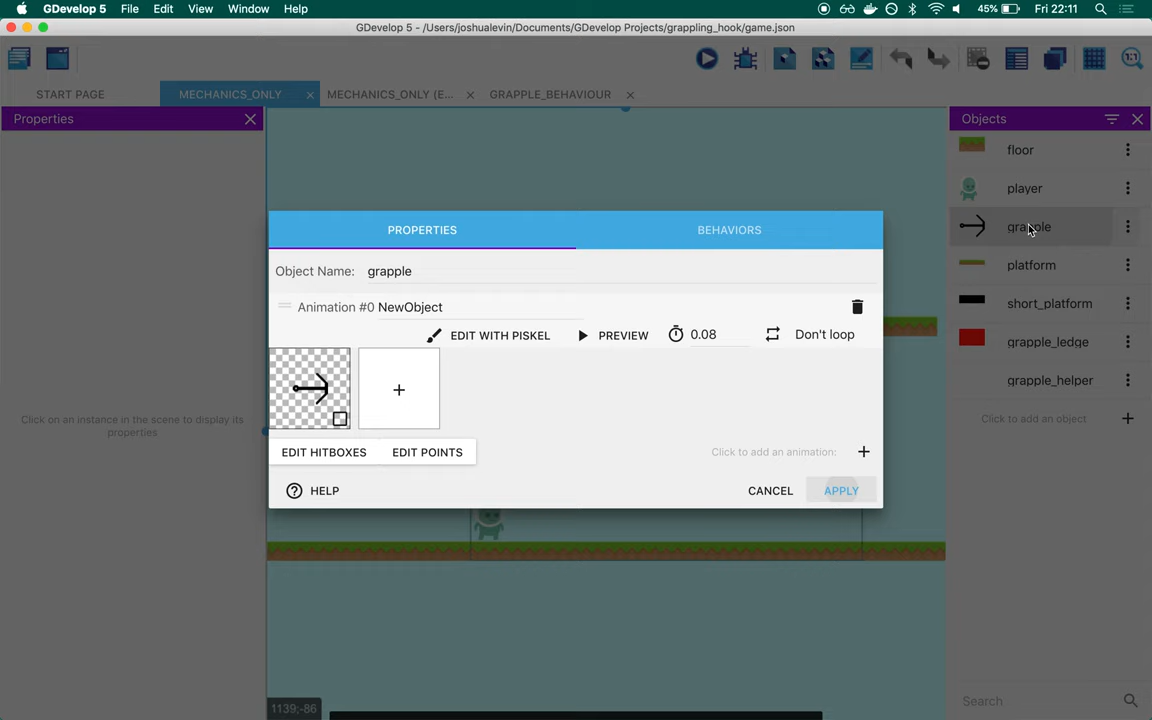 GDevelop 5 File Edit View Window Help 45% Fri 22:11
GDevelop 5 - /Users/joshualevin/Documents/GDevelop Projects/grappling_hook/game.json
1:1
START PAGE MECHANICS_ONLY × MECHANICS_ONLY (E... × GRAPPLE_BEHAVIOUR ×
Properties
Click on an instance in the scene to display its
properties
PROPERTIES BEHAVIORS
Object Name: grapple
Animation #0 NewObject
EDIT WITH PISKEL PREVIEW 0.08 Don't loop
EDIT HITBOXES EDIT POINTS Click to add an animation:
HELP CANCEL APPLY
1139;-86
Objects
floor
player
grapple
platform
short_platform
grapple_ledge
grapple_helper
Click to add an object
Search